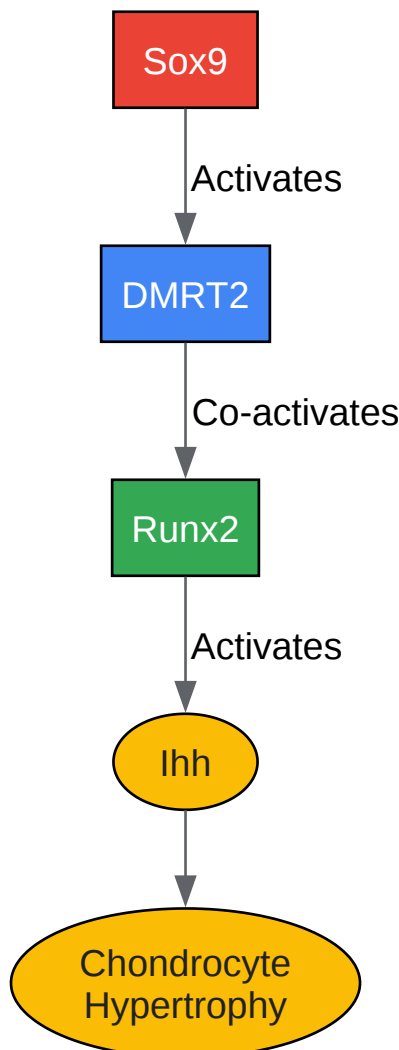 Sox9
Activates
DMRT2
Co-activates
Runx2
Activates
Ihh
Chondrocyte
Hypertrophy